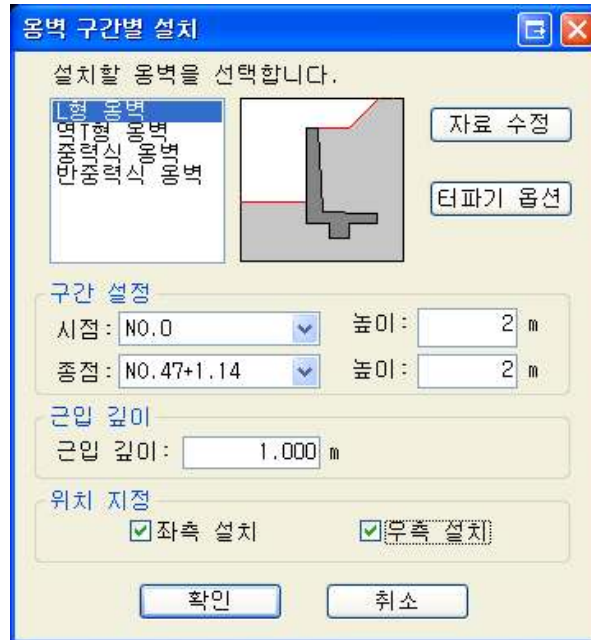 옹벽 구간별 설치
설치할 옹벽을 선택합니다.
L형 옹벽
역T형 옹벽
중력식 옹벽
반중력식 옹벽
자료 수정
터파기 옵션
구간 설정
시점: NO.0 높이: 2 m
종점: NO.47+1.14 높이: 2 m
근입 깊이
근입 깊이: 1.000 m
위치 지정
좌측 설치 우측 설치
확인 취소